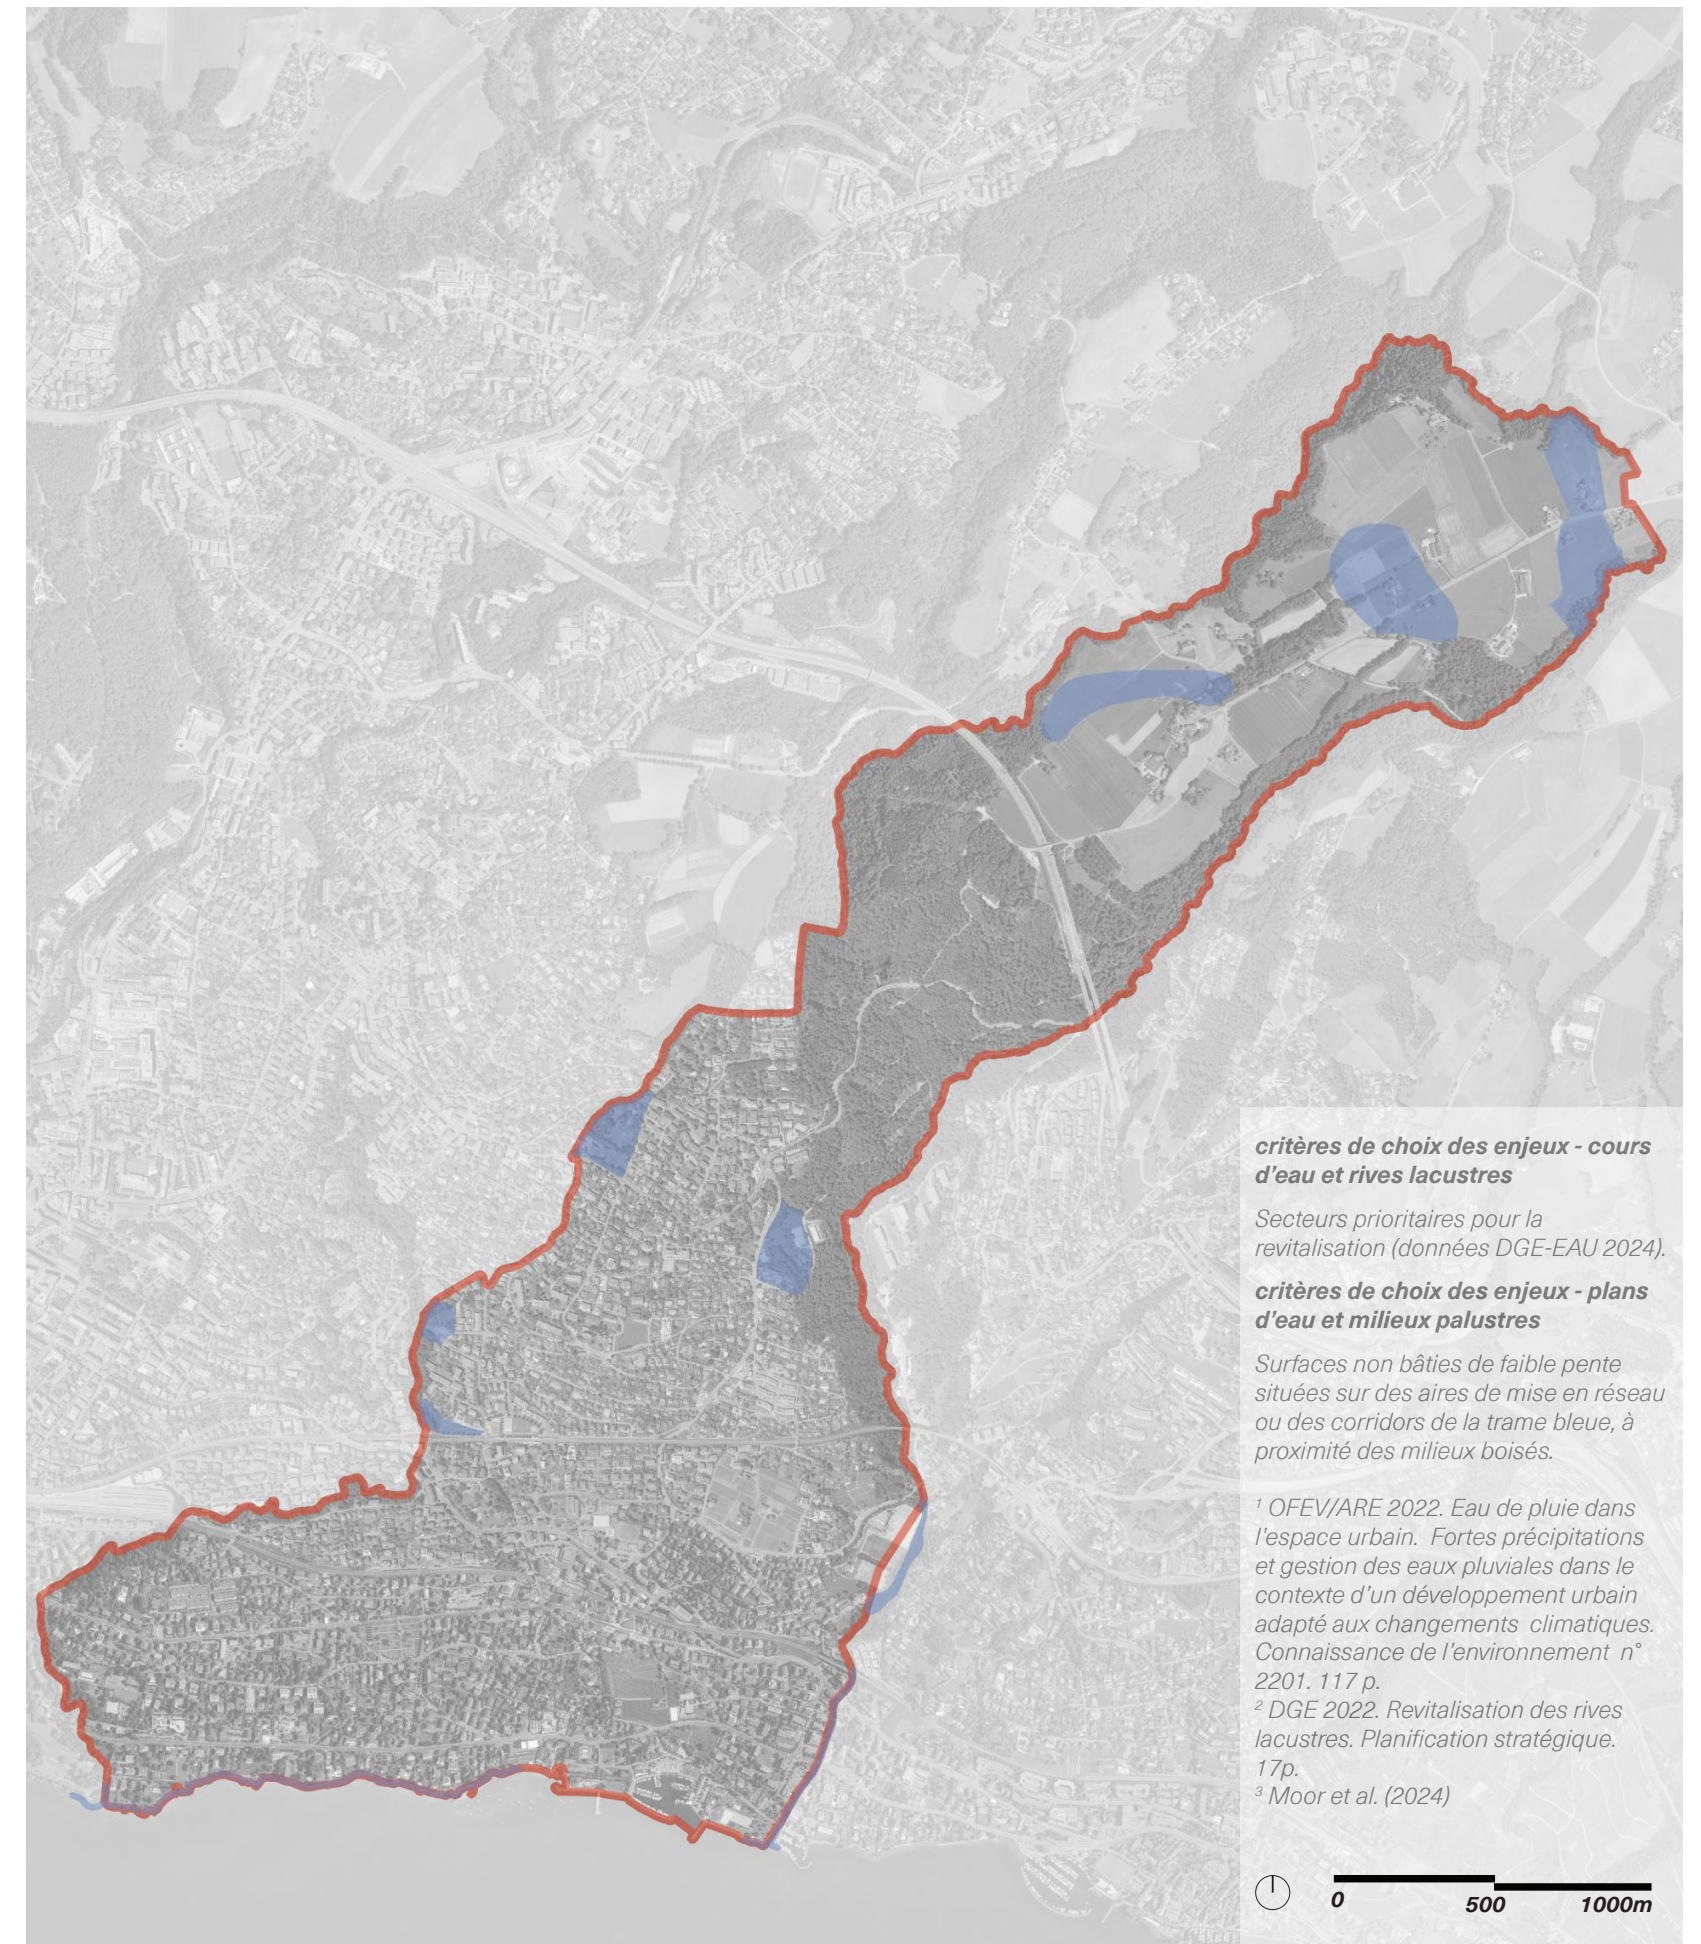 critères de choix des enjeux - cours
d'eau et rives lacustres
Secteurs prioritaires pour la
revitalisation (données DGE-EAU 2024).
critères de choix des enjeux - plans
d'eau et milieux palustres
Surfaces non bâties de faible pente
situées sur des aires de mise en réseau
ou des corridors de la trame bleue, à
proximité des milieux boisés.
¹ OFEV/ARE 2022. Eau de pluie dans
l'espace urbain. Fortes précipitations
et gestion des eaux pluviales dans le
contexte d'un développement urbain
adapté aux changements climatiques.
Connaissance de l'environnement n°
2201. 117 p.
² DGE 2022. Revitalisation des rives
lacustres. Planification stratégique.
17p.
³ Moor et al. (2024)
0 500 1000m